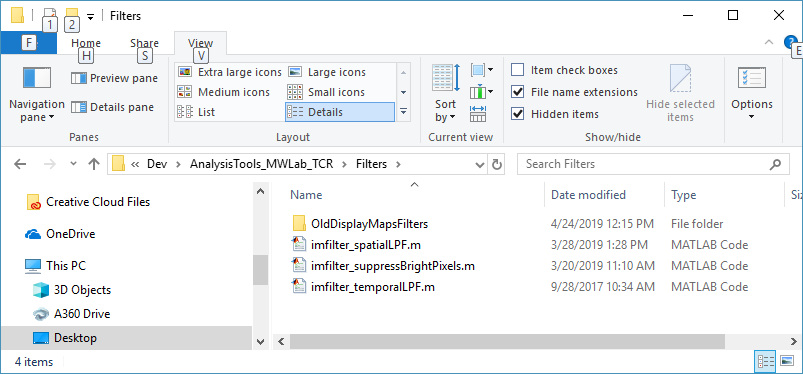 Filters
1 2
F Home Share View E
H S V
Navigation pane
Preview pane
Details pane
Panes
Extra large icons Large icons
Medium icons Small icons
List Details
Layout
Sort by
Current view
Item check boxes
File name extensions
Hidden items
Hide selected items
Show/hide
Options
« Dev > AnalysisTools_MWLab_TCR > Filters >
Search Filters
Name Date modified Type Siz
Creative Cloud Files
OneDrive
This PC
3D Objects
A360 Drive
Desktop
OldDisplayMapsFilters 4/24/2019 12:15 PM File folder
imfilter_spatialLPF.m 3/28/2019 1:28 PM MATLAB Code
imfilter_suppressBrightPixels.m 3/20/2019 11:10 AM MATLAB Code
imfilter_temporalLPF.m 9/28/2017 10:34 AM MATLAB Code
4 items